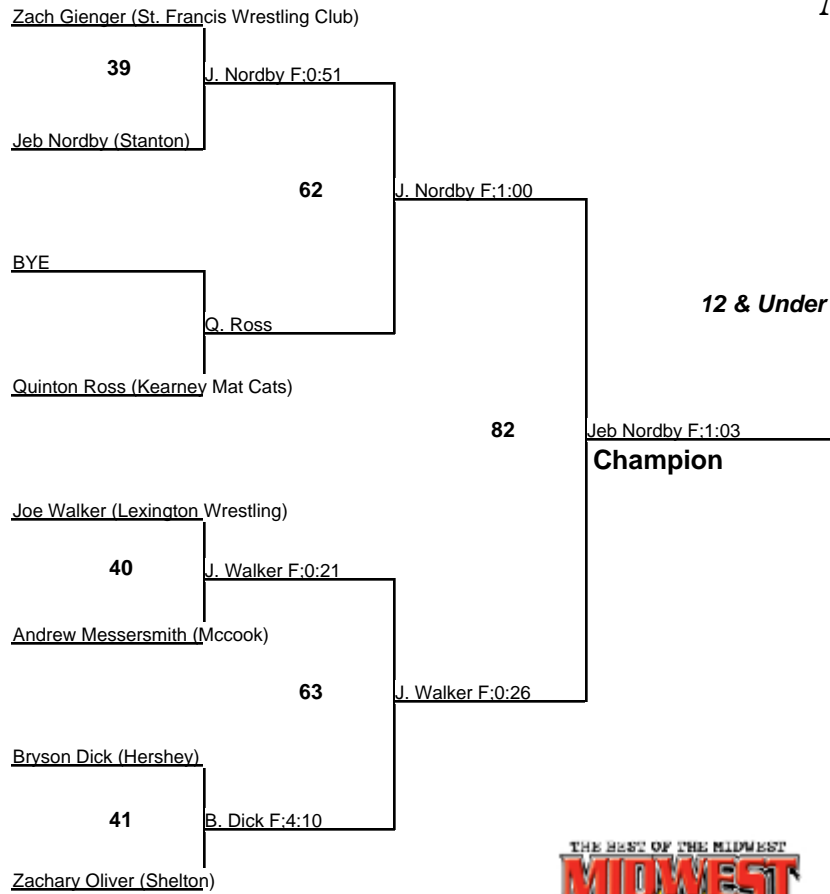 Zach Gienger (St. Francis Wrestling Club)
39
J. Nordby F;0:51
Jeb Nordby (Stanton)
62
J. Nordby F;1:00
BYE
12 & Under
Q. Ross
Quinton Ross (Kearney Mat Cats)
82
Jeb Nordby F;1:03
Champion
Joe Walker (Lexington Wrestling)
40
J. Walker F;0:21
Andrew Messersmith (Mccook)
63
J. Walker F;0:26
Bryson Dick (Hershey)
41
B. Dick F;4:10
Zachary Oliver (Shelton)
THE BEST OF THE MIDWEST
MIDWEST